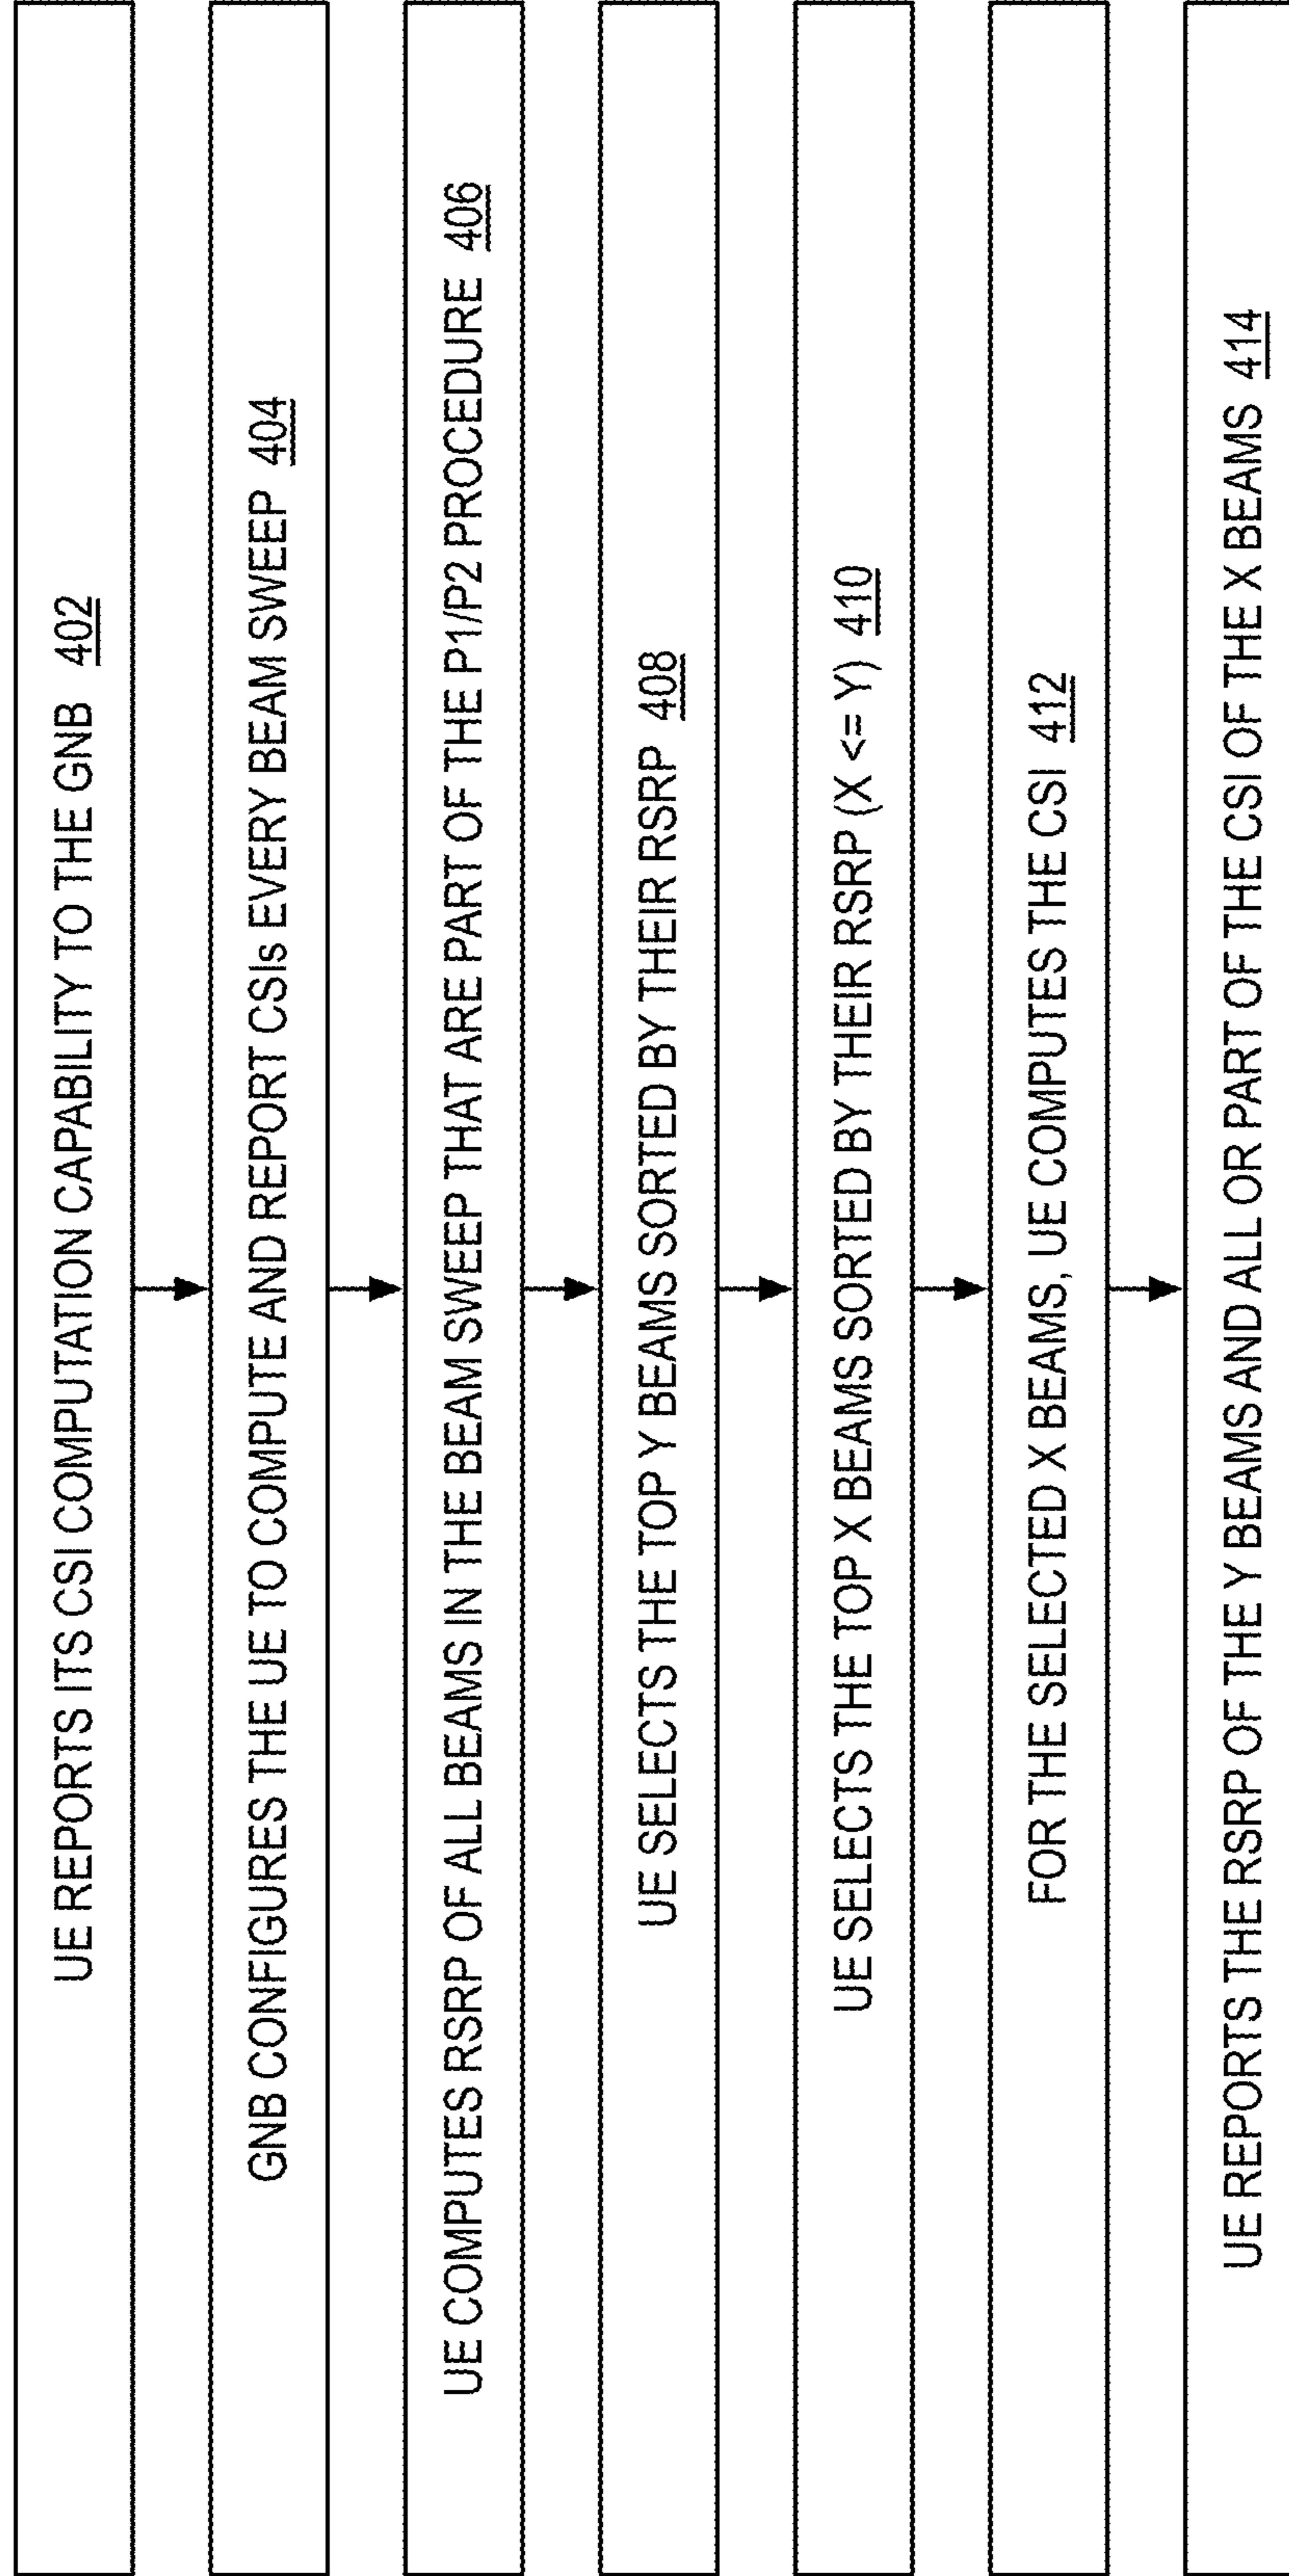 UE REPORTS ITS CSI COMPUTATION CAPABILITY TO THE GNB 402
GNB CONFIGURES THE UE TO COMPUTE AND REPORT CSIs EVERY BEAM SWEEP 404
UE COMPUTES RSRP OF ALL BEAMS IN THE BEAM SWEEP THAT ARE PART OF THE P1/P2 PROCEDURE 406
UE SELECTS THE TOP Y BEAMS SORTED BY THEIR RSRP 408
UE SELECTS THE TOP X BEAMS SORTED BY THEIR RSRP (X <= Y) 410
FOR THE SELECTED X BEAMS, UE COMPUTES THE CSI 412
UE REPORTS THE RSRP OF THE Y BEAMS AND ALL OR PART OF THE CSI OF THE X BEAMS 414